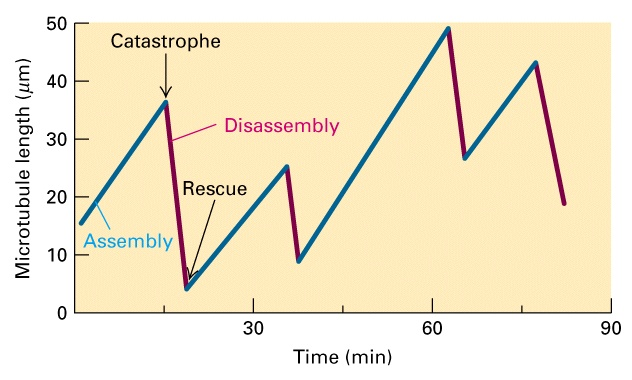 50
Catastrophe
40
Microtubule length (μm)
30
Disassembly
Rescue
20
Assembly
10
0
30
60
90
Time (min)